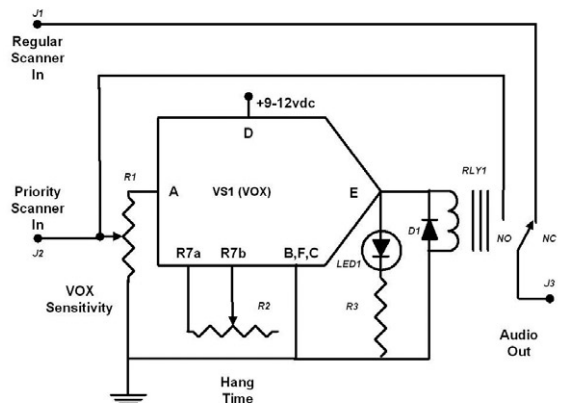 J1
Regular
Scanner
In
+9-12vdc
D
R1
A
VS1 (VOX)
E
RLY1
Priority
Scanner
In
J2
R7a
R7b
B,F,C
LED1
D1
NO
NC
VOX
Sensitivity
R2
R3
J3
Audio
Out
Hang
Time